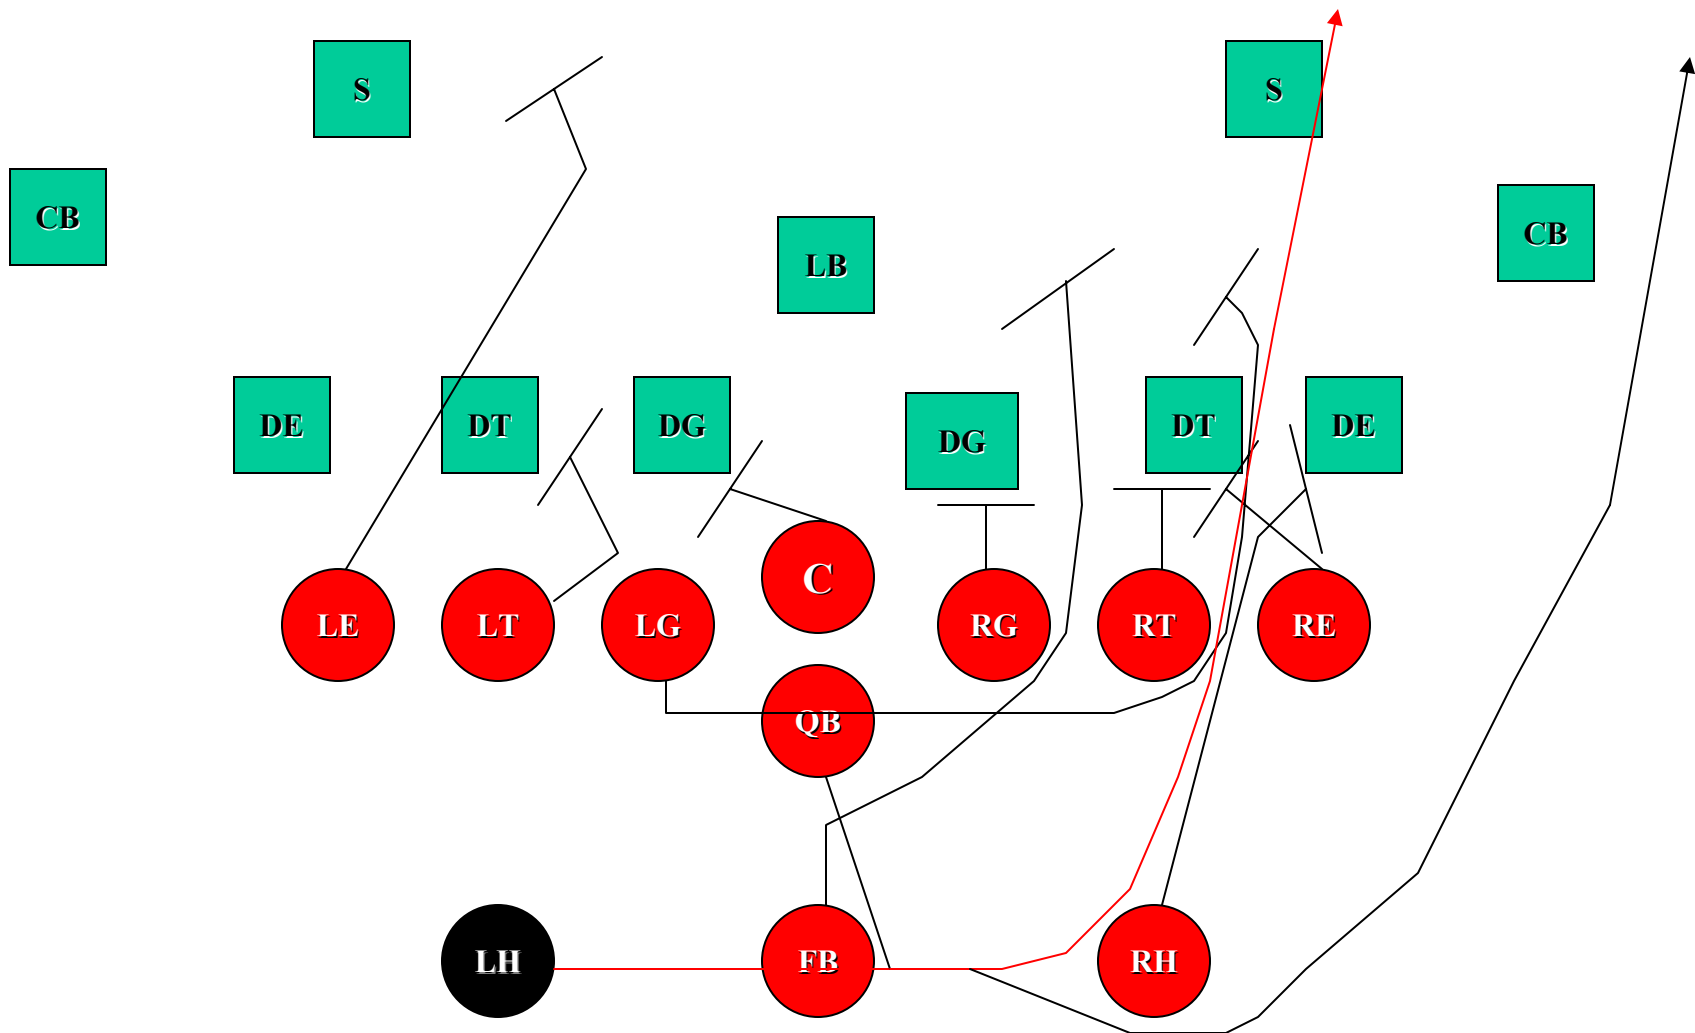 S
S
CB
CB
LB
DE
DT
DG
DG
DT
DE
C
LE
LT
LG
RG
RT
RE
QB
LH
FB
RH